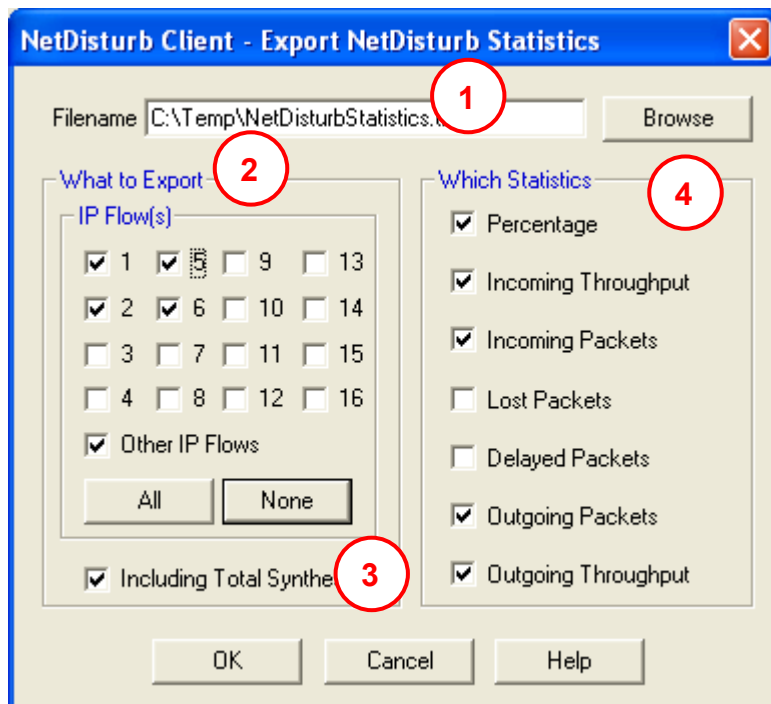 NetDisturb Client - Export NetDisturb Statistics
1
Filename C:\Temp\NetDisturbStatistics. Browse
2
What to Export
IP Flow(s)
1 5 9 13
2 6 10 14
3 7 11 15
4 8 12 16
Other IP Flows
All None
3
Including Total Synthe
4
Which Statistics
Percentage
Incoming Throughput
Incoming Packets
Lost Packets
Delayed Packets
Outgoing Packets
Outgoing Throughput
OK Cancel Help